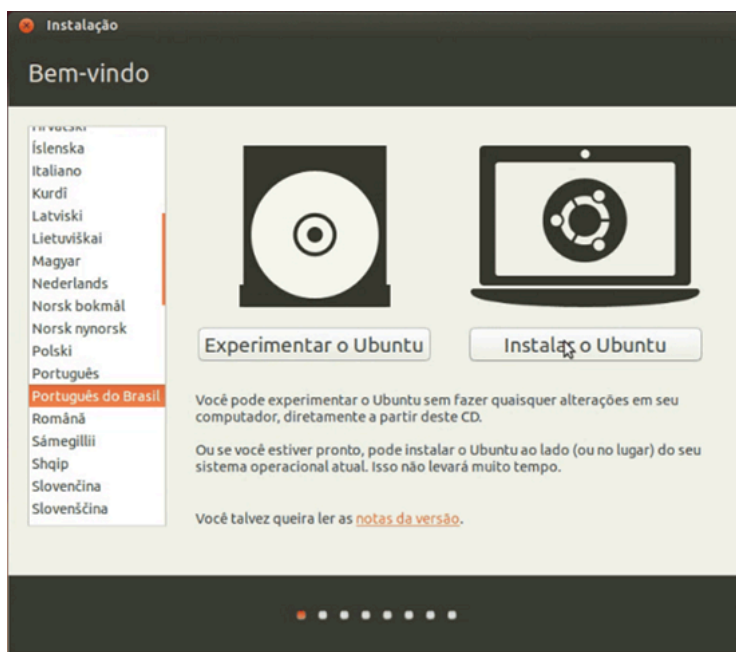 Instalação
Bem-vindo
Hrvatski
Íslenska
Italiano
Kurdî
Latviski
Lietuviškai
Magyar
Nederlands
Norsk bokmål
Norsk nynorsk
Polski
Português
Português do Brasil
Română
Sámegillii
Shqip
Slovenčina
Slovenščina
Experimentar o Ubuntu
Instalar o Ubuntu
Você pode experimentar o Ubuntu sem fazer quaisquer alterações em seu
computador, diretamente a partir deste CD.
Ou se você estiver pronto, pode instalar o Ubuntu ao lado (ou no lugar) do seu
sistema operacional atual. Isso não levará muito tempo.
Você talvez queira ler as notas da versão.